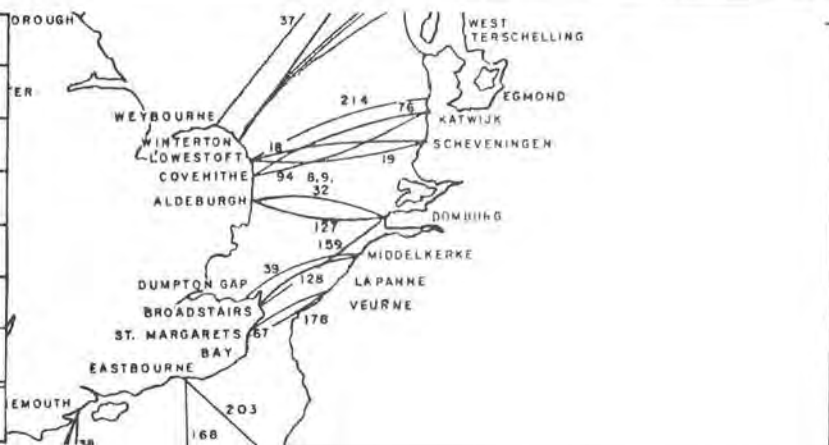 OROUGH
37
WEST
TERSCHELLING
ER
WEYBOURNE
214
76
EGMOND
KATWIJK
WINTERTON
LOWESTOFT
18
SCHEVENINGEN
19
COVEHITHE
94 8,9,
32
ALDEBURGH
DOMBURG
127
159
MIDDELKERKE
39
DUMPTON GAP
128
LA PANNE
BROADSTAIRS
VEURNE
ST. MARGARETS
BAY
67
178
EASTBOURNE
EMOUTH
203
168
38